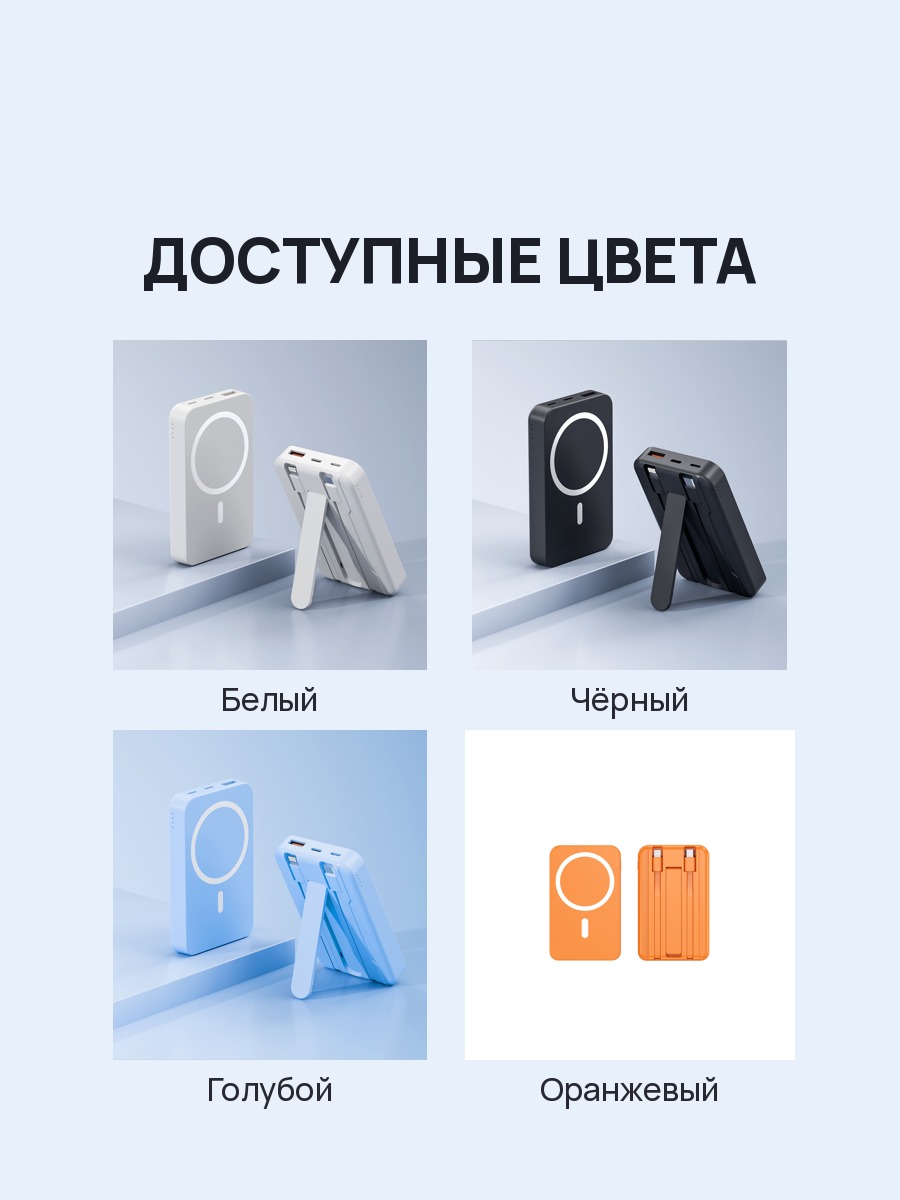 ДОСТУПНЫЕ ЦВЕТА
Белый
Чёрный
Голубой
Оранжевый